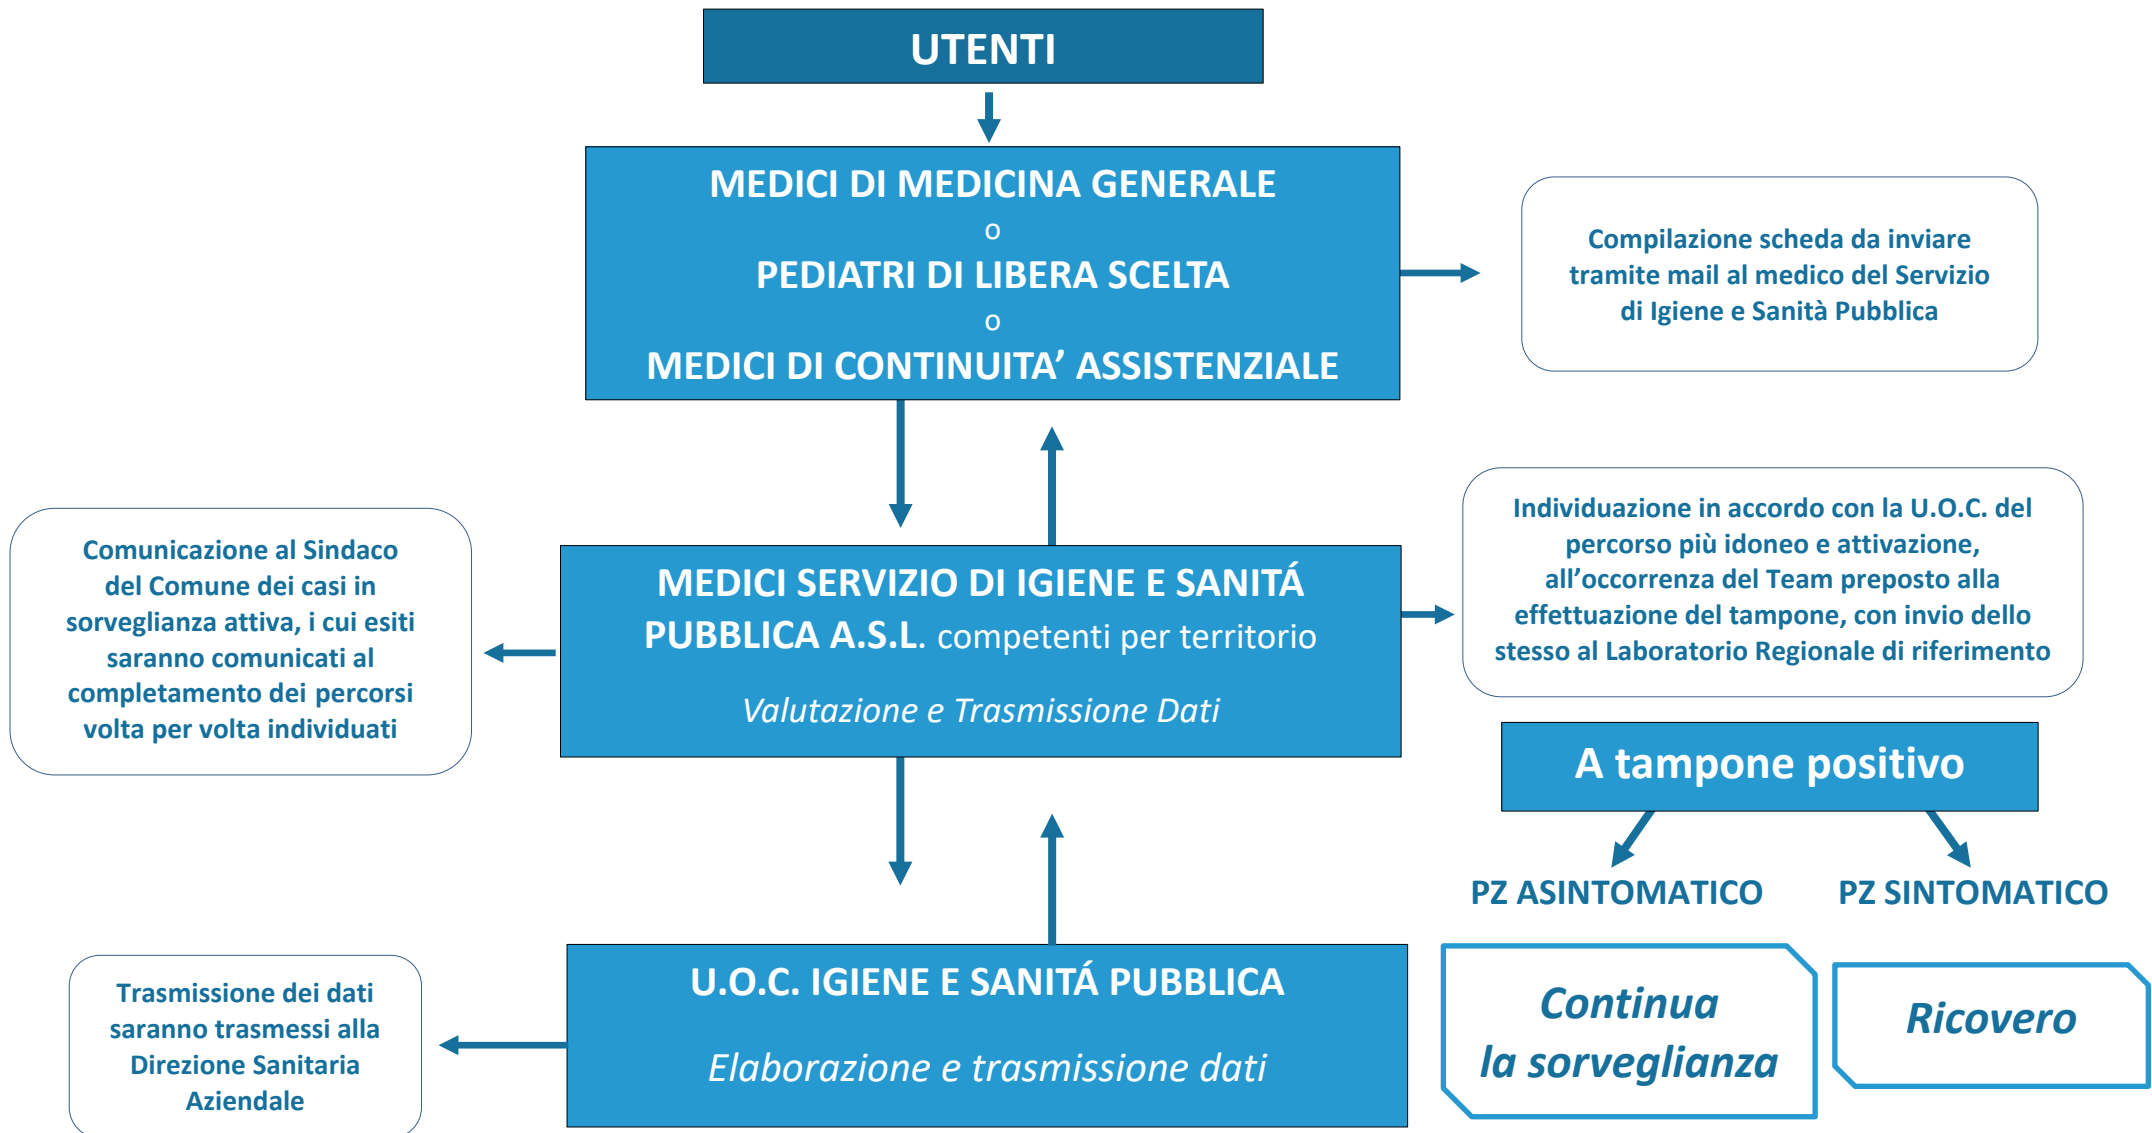 UTENTI
MEDICI DI MEDICINA GENERALE
o
PEDIATRI DI LIBERA SCELTA
o
MEDICI DI CONTINUITA’ ASSISTENZIALE
Compilazione scheda da inviare
tramite mail al medico del Servizio
di Igiene e Sanità Pubblica
Comunicazione al Sindaco
del Comune dei casi in
sorveglianza attiva, i cui esiti
saranno comunicati al
completamento dei percorsi
volta per volta individuati
MEDICI SERVIZIO DI IGIENE E SANITÁ
PUBBLICA A.S.L. competenti per territorio
Valutazione e Trasmissione Dati
Individuazione in accordo con la U.O.C. del
percorso più idoneo e attivazione,
all’occorrenza del Team preposto alla
effettuazione del tampone, con invio dello
stesso al Laboratorio Regionale di riferimento
A tampone positivo
PZ ASINTOMATICO
PZ SINTOMATICO
Continua
la sorveglianza
Ricovero
Trasmissione dei dati
saranno trasmessi alla
Direzione Sanitaria
Aziendale
U.O.C. IGIENE E SANITÁ PUBBLICA
Elaborazione e trasmissione dati